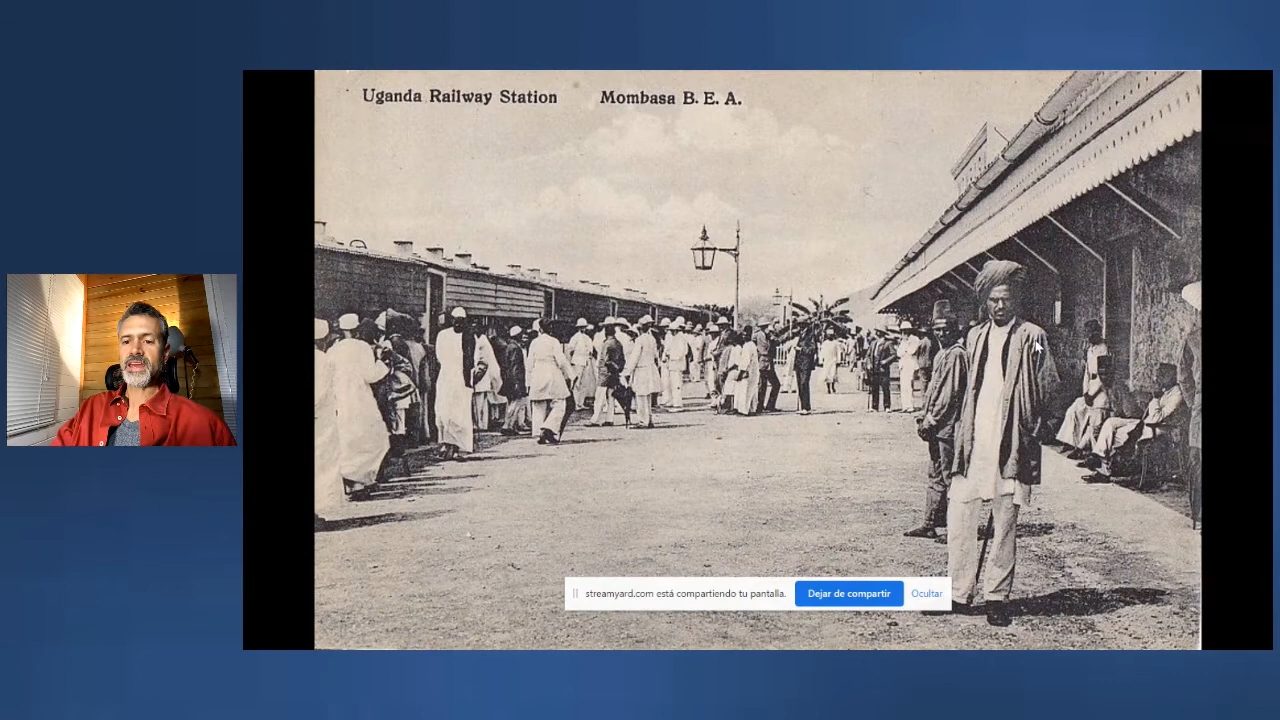 Uganda Railway Station Mombasa B. E. A.
streamyard.com está compartiendo tu pantalla. Dejar de compartir Ocultar